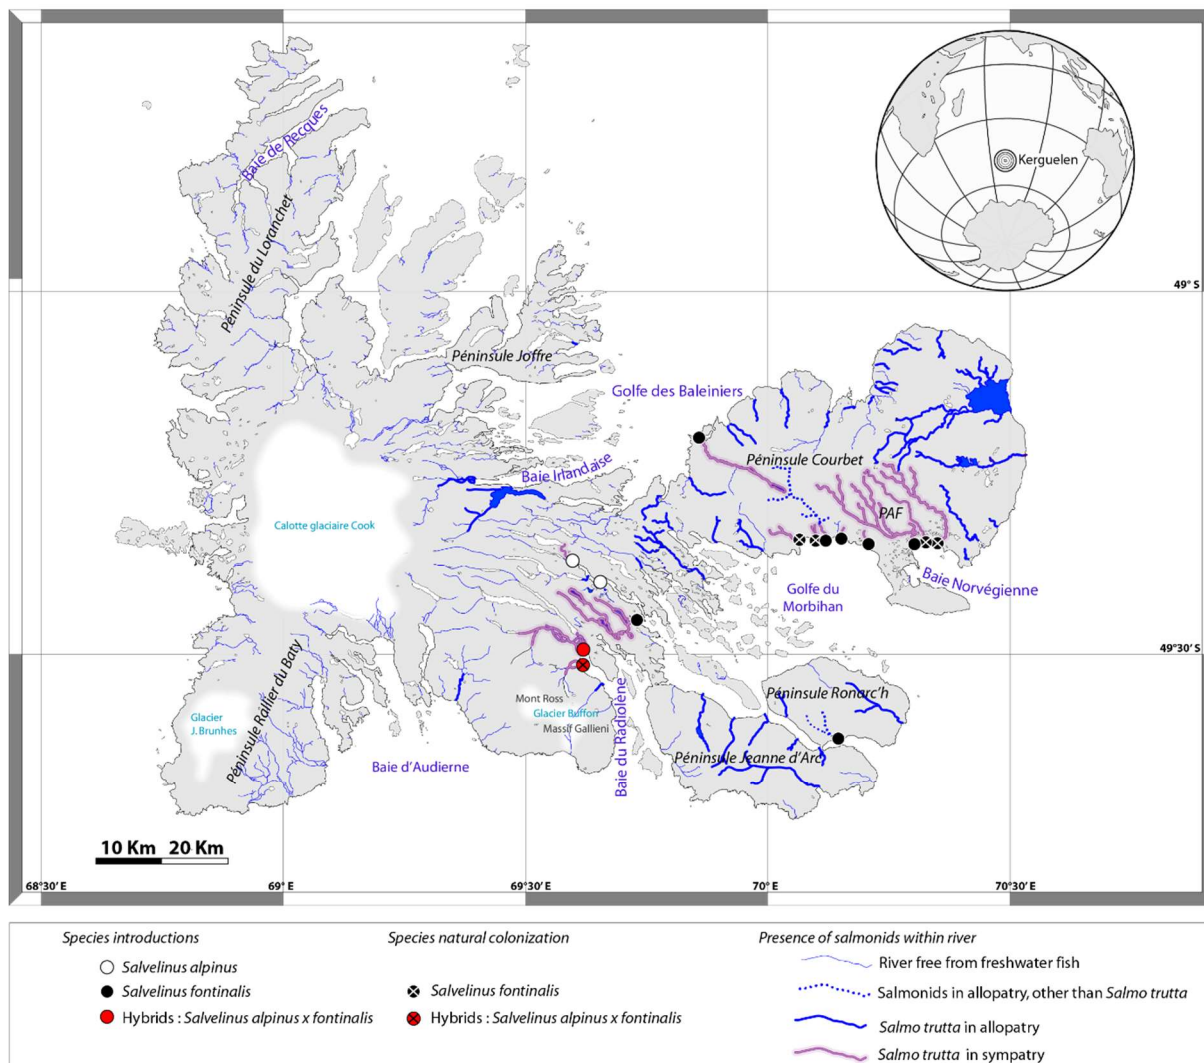 Kerguelen
Baie de Recques
Péninsule du Loranchet
49° S
Péninsule Joffre
Golfe des Baleiniers
Péninsule Courbet
Baie Irlandaise
PAF
Calotte glaciaire Cook
Baie Norvégienne
Golfe du
Morbihan
49°30'S
Péninsule Rallier du Baty
Mont Ross
Péninsule Ronarc'h
Glacier
J.Brunhes
Glacier Buffon
Massif Gallieni
Baie du Radiolène
Péninsule Jeanne d'Arc
Baie d'Audierne
10 Km 20 Km
68°30'E 69°E 69°30'E 70°E 70°30'E
Species introductions
Salvelinus alpinus
Salvelinus fontinalis
Hybrids : Salvelinus alpinus x fontinalis
Species natural colonization
Salvelinus fontinalis
Hybrids : Salvelinus alpinus x fontinalis
Presence of salmonids within river
River free from freshwater fish
Salmonids in allopatry, other than Salmo trutta
Salmo trutta in allopatry
Salmo trutta in sympatry